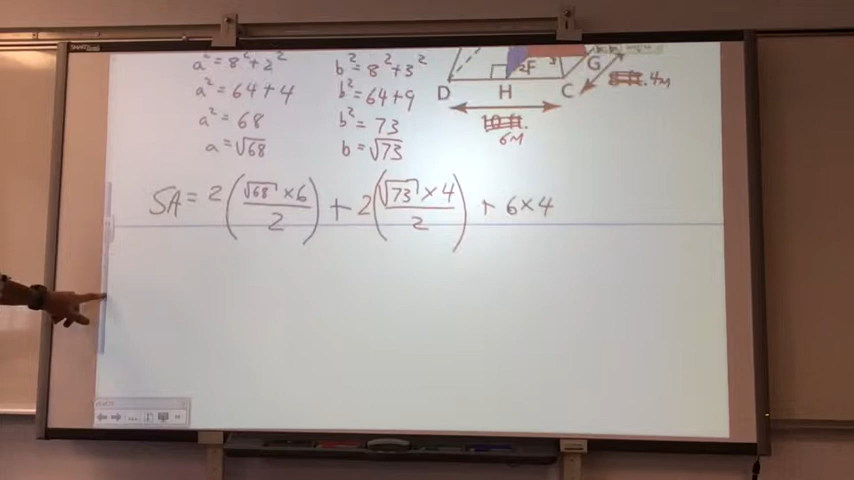 a² = 8² + 2²
b² = 8² + 3²
a² = 64 + 4
b² = 64 + 9
a² = 68
b² = 73
a = √68
b = √73
F
G
D
H
C
4M
6M
SA = 2(√68 × 6 / 2) + 2(√73 × 4 / 2) + 6×4